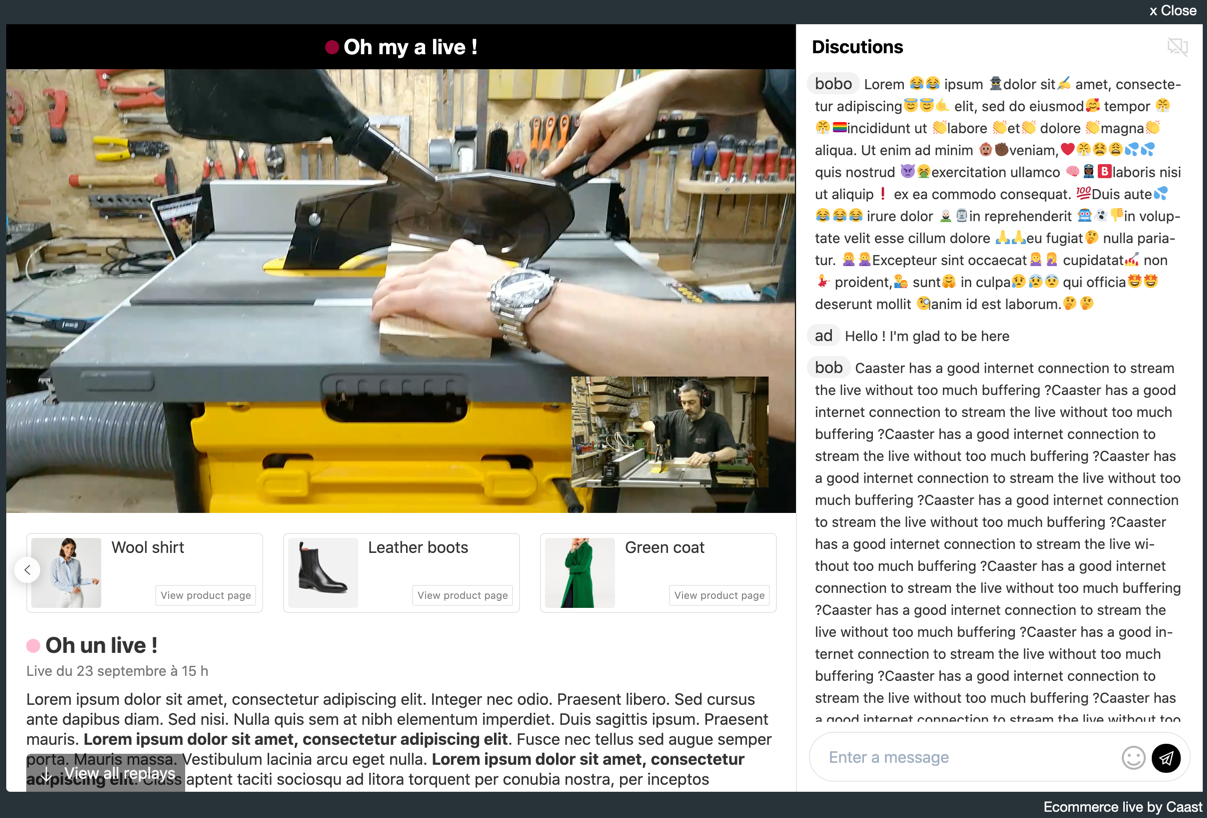 x Close
Oh my a live !
Wool shirt
View product page
Leather boots
View product page
Green coat
View product page
Oh un live !
Live du 23 septembre à 15 h
Lorem ipsum dolor sit amet, consectetur adipiscing elit. Integer nec odio. Praesent libero. Sed cursus
ante dapibus diam. Sed nisi. Nulla quis sem at nibh elementum imperdiet. Duis sagittis ipsum. Praesent
mauris. Lorem ipsum dolor sit amet, consectetur adipiscing elit. Fusce nec tellus sed augue semper
porta. Mauris massa. Vestibulum lacinia arcu eget nulla. Lorem ipsum dolor sit amet, consectetur
adipiscing elit. Class aptent taciti sociosqu ad litora torquent per conubia nostra, per inceptos
↓ View all replays
Discutions
bobo Lorem 😂😂 ipsum dolor sit✍ amet, consecte-
tur adipiscing😇😇🤙 elit, sed do eiusmod🥰 tempor 😤
😤🏳️‍🌈incididunt ut 👏labore 👏et👏 dolore 👏magna👏
aliqua. Ut enim ad minim veniam,❤️😤😫😩💦💦
quis nostrud 😈🤮exercitation ullamco 🧠🅱️laboris nisi
ut aliquip❗ ex ea commodo consequat. 💯Duis aute💦
😂😂😂 irure dolor in reprehenderit 👎in volup-
tate velit esse cillum dolore 🙏🙏eu fugiat🤔 nulla paria-
tur. Excepteur sint occaecat cupidatat💅 non
💃 proident, sunt🤗 in culpa😥😰😨 qui officia🤩🤩
deserunt mollit 🧐anim id est laborum.🤔🤔
ad Hello ! I'm glad to be here
bob Caaster has a good internet connection to stream
the live without too much buffering ?Caaster has a good
internet connection to stream the live without too much
buffering ?Caaster has a good internet connection to
stream the live without too much buffering ?Caaster has
a good internet connection to stream the live without too
much buffering ?Caaster has a good internet connection
to stream the live without too much buffering ?Caaster
has a good internet connection to stream the live wi-
thout too much buffering ?Caaster has a good internet
connection to stream the live without too much buffering
?Caaster has a good internet connection to stream the
live without too much buffering ?Caaster has a good in-
ternet connection to stream the live without too much
buffering ?Caaster has a good internet connection to
stream the live without too much buffering ?Caaster has
a good internet connection to stream the live without too
Enter a message
Ecommerce live by Caast